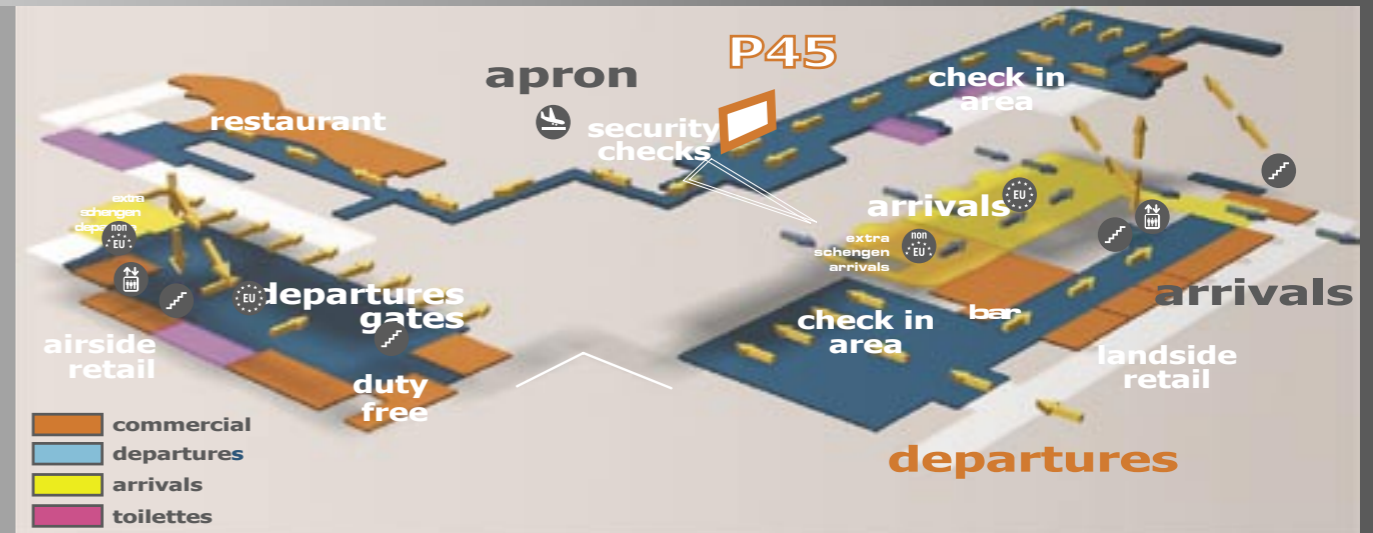 P45
apron
check in
area
restaurant
security
checks
arrivals
EU
extra
schengen
non
EU
extra
schengen
arrivals
non
EU
departures
gates
EU
arrivals
bar
check in
area
airside
retail
landside
retail
duty
free
commercial
departures
arrivals
toilettes
departures